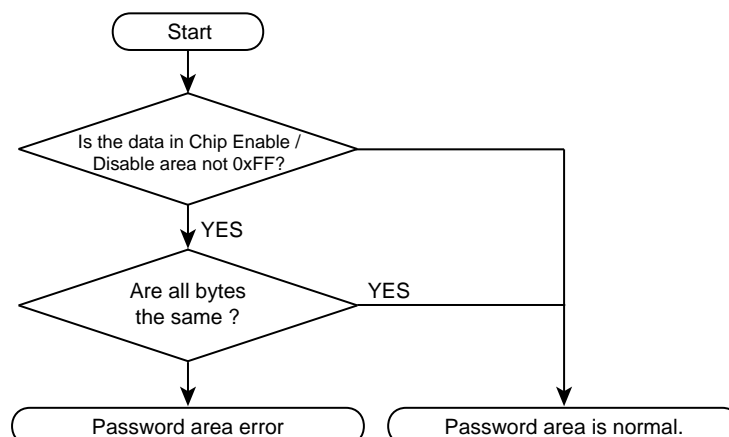 Start
Is the data in Chip Enable /
Disable area not 0xFF?
YES
Are all bytes
the same ?
YES
Password area error
Password area is normal.